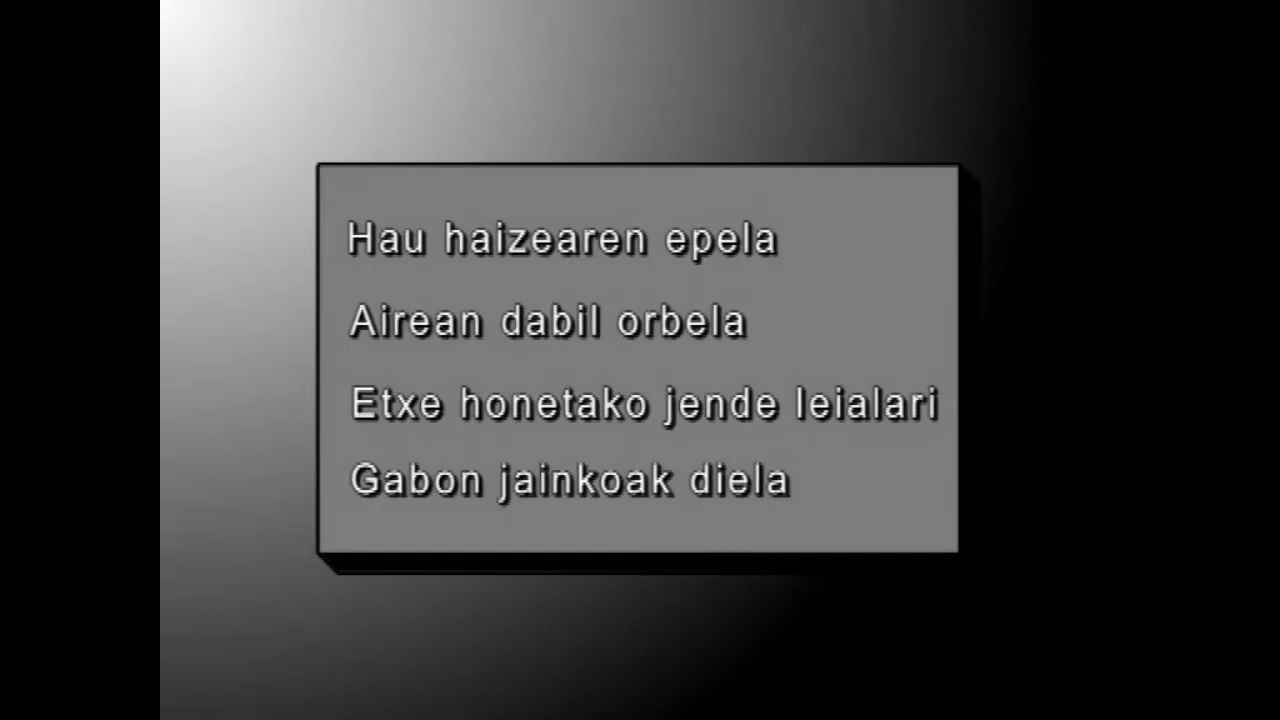 Hau haizearen epela
Airean dabil orbela
Etxe honetako jende leialari
Gabon jainkoak diela